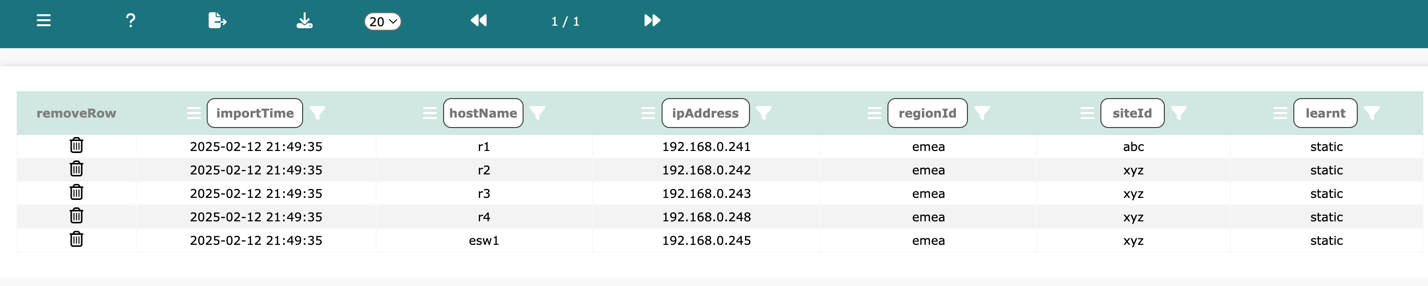 ? 20 1 / 1
removeRow importTime hostName ipAddress regionId siteId learnt
2025-02-12 21:49:35 r1 192.168.0.241 emea abc static
2025-02-12 21:49:35 r2 192.168.0.242 emea xyz static
2025-02-12 21:49:35 r3 192.168.0.243 emea xyz static
2025-02-12 21:49:35 r4 192.168.0.248 emea xyz static
2025-02-12 21:49:35 esw1 192.168.0.245 emea xyz static